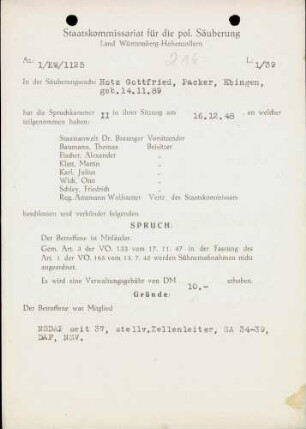 Staatskommissariat für die pol. Säuberung
Land Württemberg-Hohenzollern
Az: 1/EW/1125
L: 1/39
In der Säuberungssache Hotz Gottfried, Packer, Ebingen,
geb.14.11.89
hat die Spruchkammer II in ihrer Sitzung am 16.12.48, an welcher
teilgenommen haben:
Staatsanwalt Dr. Vorsitzender
Baumann, Thomas Beisitzer
Fischer, Alexander "
Klett, Martin "
Karl, Julius "
Wick, Otto "
Schley, Friedrich "
Reg. Amtmann Vertr. des Staatskommissars
beschlossen und verkündet folgenden
SPRUCH:
Der Betroffene ist Mitläufer.
Gem. Art. 3 der VO. 133 vom 17. 11. 47 in der Fassung des
Art. 1 der VO. 165 vom 13. 7. 48 werden Sühnemaßnahmen nicht
angeordnet.
Es wird eine Verwaltungsgebühr von DM 10,- erhoben.
Gründe:
Der Betroffene war Mitglied
NSDAP seit 37, stellv.Zellenleiter, SA 34-39,
DAF, NSV.